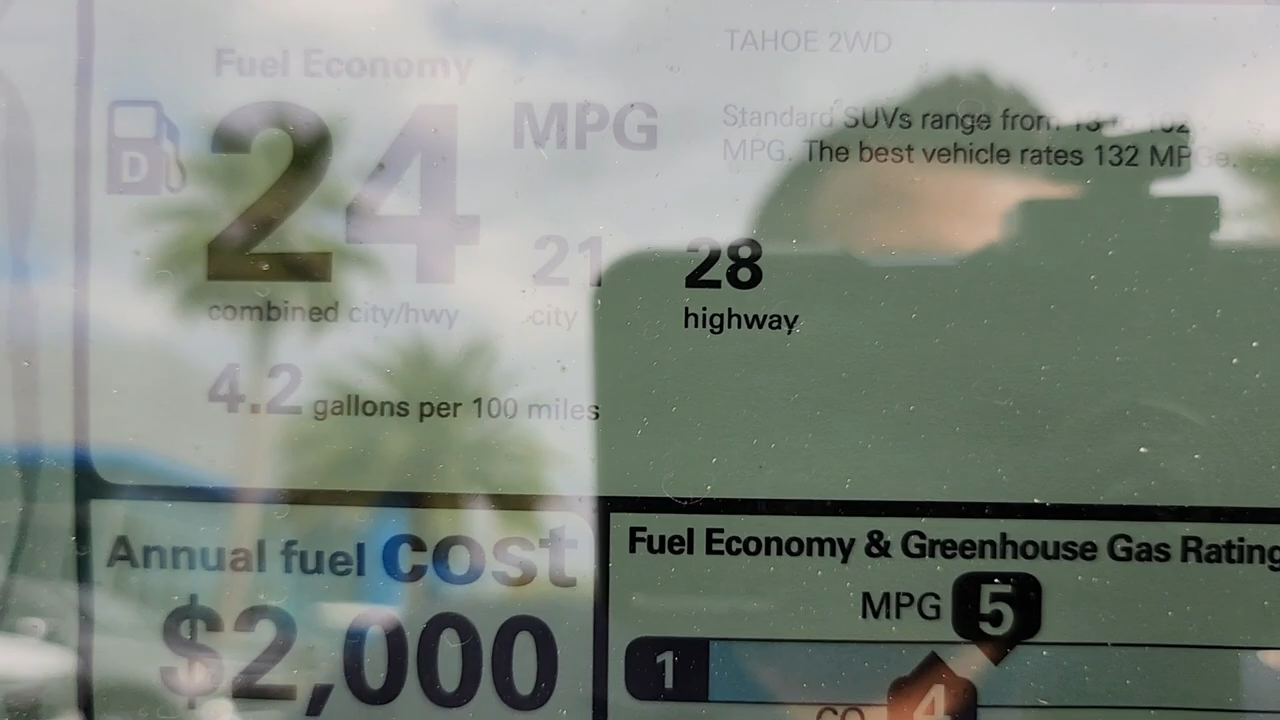 TAHOE 2WD
Fuel Economy
D
24 MPG
Standard SUVs range from
MPG. The best vehicle rates 132 MPGe.
21 28
combined city/hwy city highway
4.2 gallons per 100 miles
Annual fuel cost
$2,000
Fuel Economy & Greenhouse Gas Rating
MPG 5
1
4
CO